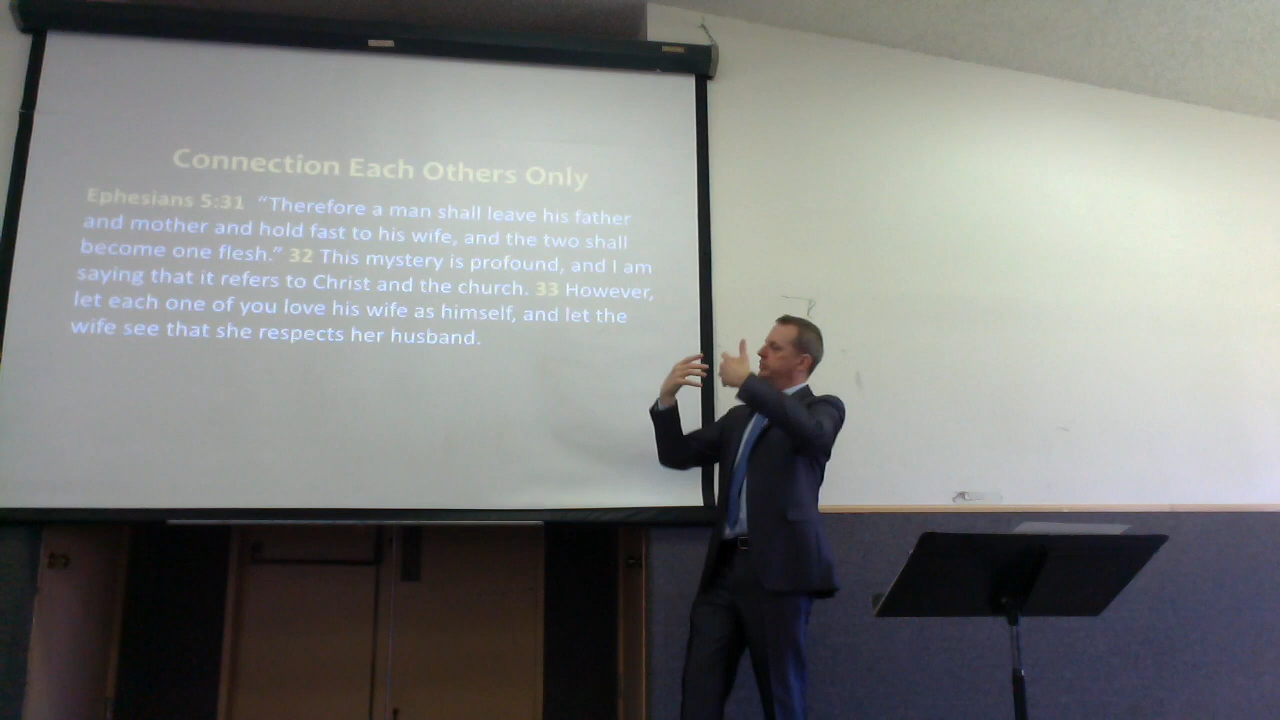 Connection Each Others Only
Ephesians 5:31 “Therefore a man shall leave his father
and mother and hold fast to his wife, and the two shall
become one flesh.” 32 This mystery is profound, and I am
saying that it refers to Christ and the church. 33 However,
let each one of you love his wife as himself, and let the
wife see that she respects her husband.